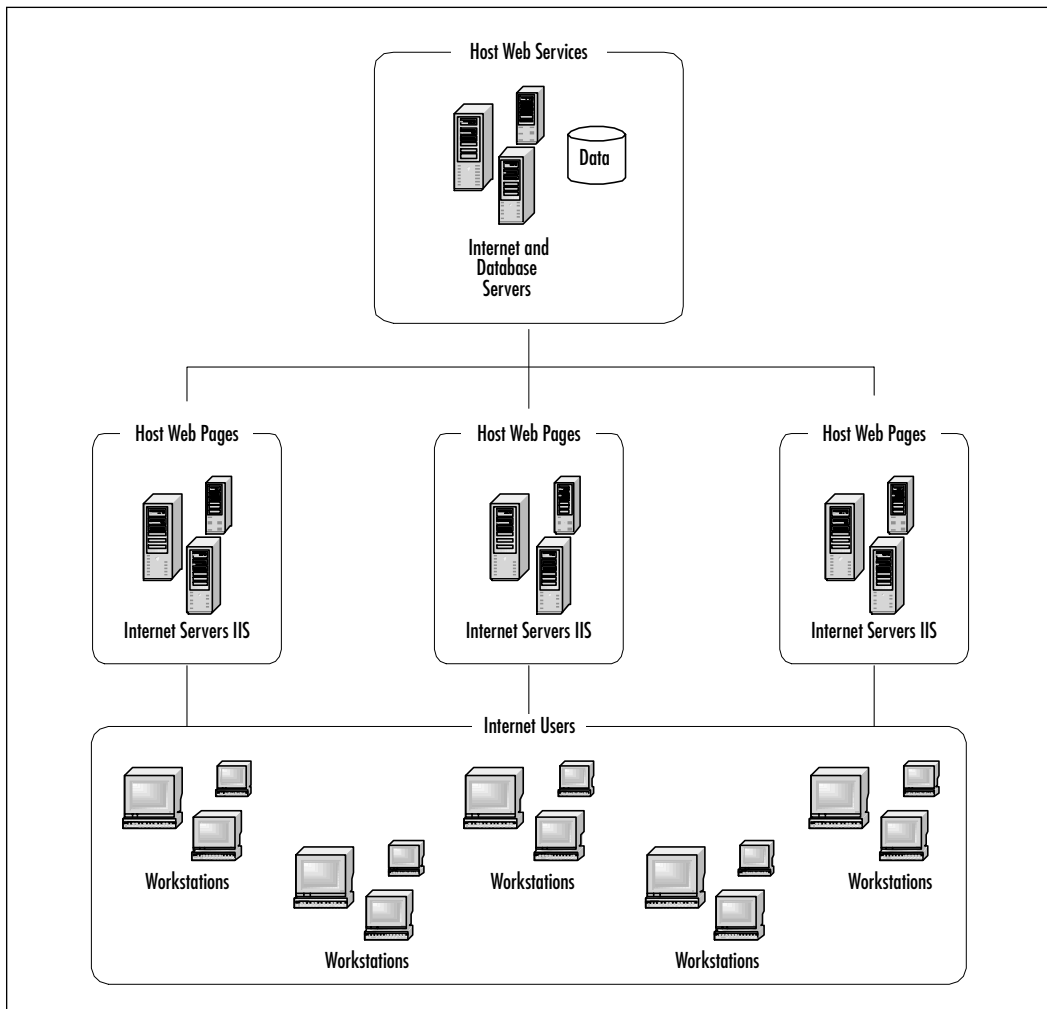 Host Web Services
Data
Internet and
Database
Servers
Host Web Pages
Host Web Pages
Host Web Pages
Internet Servers IIS
Internet Servers IIS
Internet Servers IIS
Internet Users
Workstations
Workstations
Workstations
Workstations
Workstations